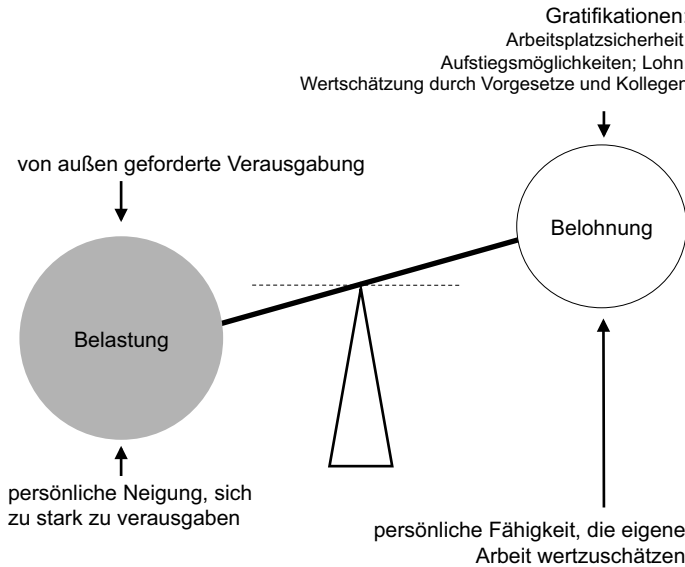 Gratifikationen:
Arbeitsplatzsicherheit
Aufstiegsmöglichkeiten; Lohn
Wertschätzung durch Vorgesetze und Kollegen
von außen geforderte Verausgabung
Belohnung
Belastung
persönliche Neigung, sich
zu stark zu verausgaben
persönliche Fähigkeit, die eigene
Arbeit wertzuschätzen